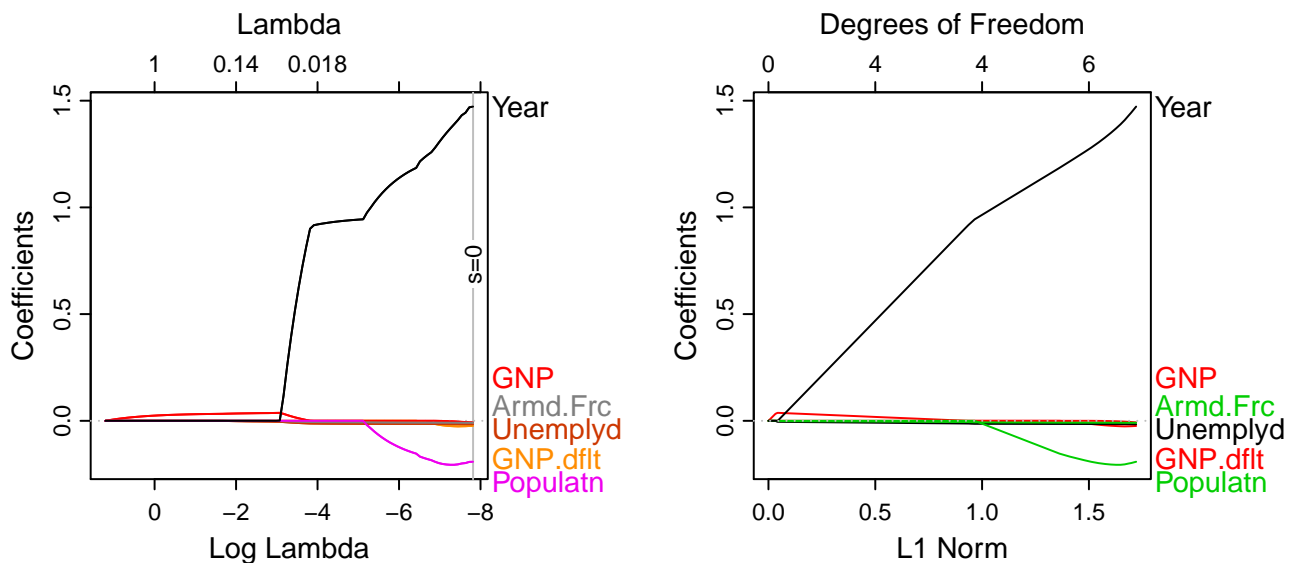 Lambda
1 0.14 0.018
Coefficients
0.0 0.5 1.0 1.5
s=0
Year
GNP
Armd.Frc
Unemplyd
GNP.dflt
Populatn
0 −2 −4 −6 −8
Log Lambda
Degrees of Freedom
0 4 4 6
Coefficients
0.0 0.5 1.0 1.5
Year
GNP
Armd.Frc
Unemplyd
GNP.dflt
Populatn
0.0 0.5 1.0 1.5
L1 Norm